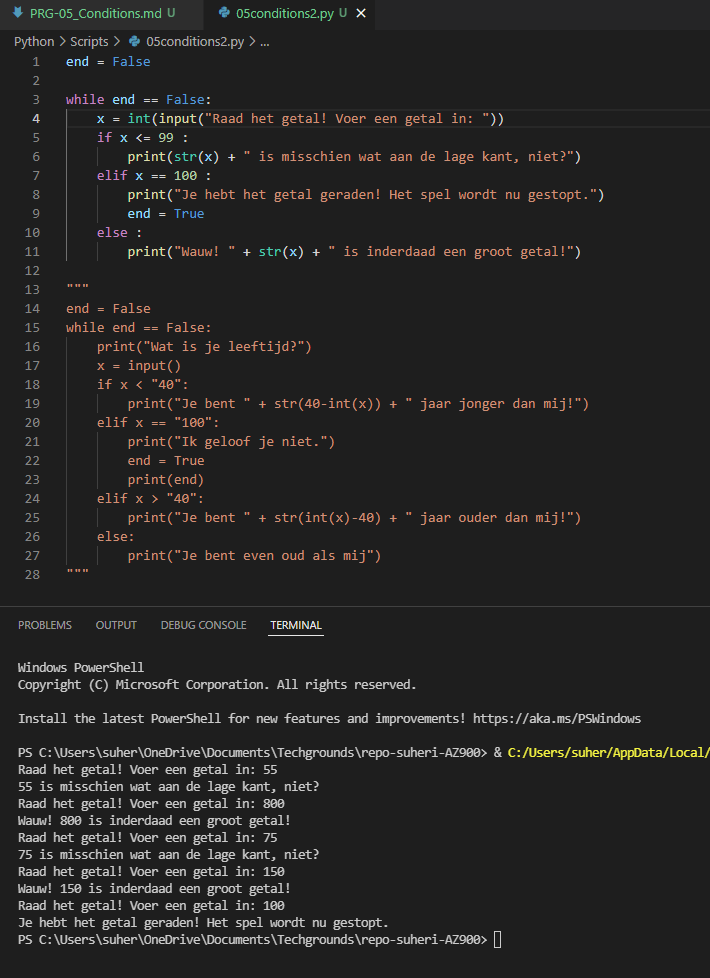 PRG-05_Conditions.md U
05conditions2.py U
Python > Scripts > 05conditions2.py > ...
1 end = False
2
3 while end == False:
4 x = int(input("Raad het getal! Voer een getal in: "))
5 if x <= 99 :
6 print(str(x) + " is misschien wat aan de lage kant, niet?")
7 elif x == 100 :
8 print("Je hebt het getal geraden! Het spel wordt nu gestopt.")
9 end = True
10 else :
11 print("Wauw! " + str(x) + " is inderdaad een groot getal!")
12
13 """
14 end = False
15 while end == False:
16 print("Wat is je leeftijd?")
17 x = input()
18 if x < "40":
19 print("Je bent " + str(40-int(x)) + " jaar jonger dan mij!")
20 elif x == "100":
21 print("Ik geloof je niet.")
22 end = True
23 print(end)
24 elif x > "40":
25 print("Je bent " + str(int(x)-40) + " jaar ouder dan mij!")
26 else:
27 print("Je bent even oud als mij")
28 """
PROBLEMS OUTPUT DEBUG CONSOLE TERMINAL
Windows PowerShell
Copyright (C) Microsoft Corporation. All rights reserved.
Install the latest PowerShell for new features and improvements! https://aka.ms/PSWindows
PS C:\Users\suher\OneDrive\Documents\Techgrounds\repo-suheri-AZ900> & C:/Users/suher/AppData/Local/
Raad het getal! Voer een getal in: 55
55 is misschien wat aan de lage kant, niet?
Raad het getal! Voer een getal in: 800
Wauw! 800 is inderdaad een groot getal!
Raad het getal! Voer een getal in: 75
75 is misschien wat aan de lage kant, niet?
Raad het getal! Voer een getal in: 150
Wauw! 150 is inderdaad een groot getal!
Raad het getal! Voer een getal in: 100
Je hebt het getal geraden! Het spel wordt nu gestopt.
PS C:\Users\suher\OneDrive\Documents\Techgrounds\repo-suheri-AZ900>